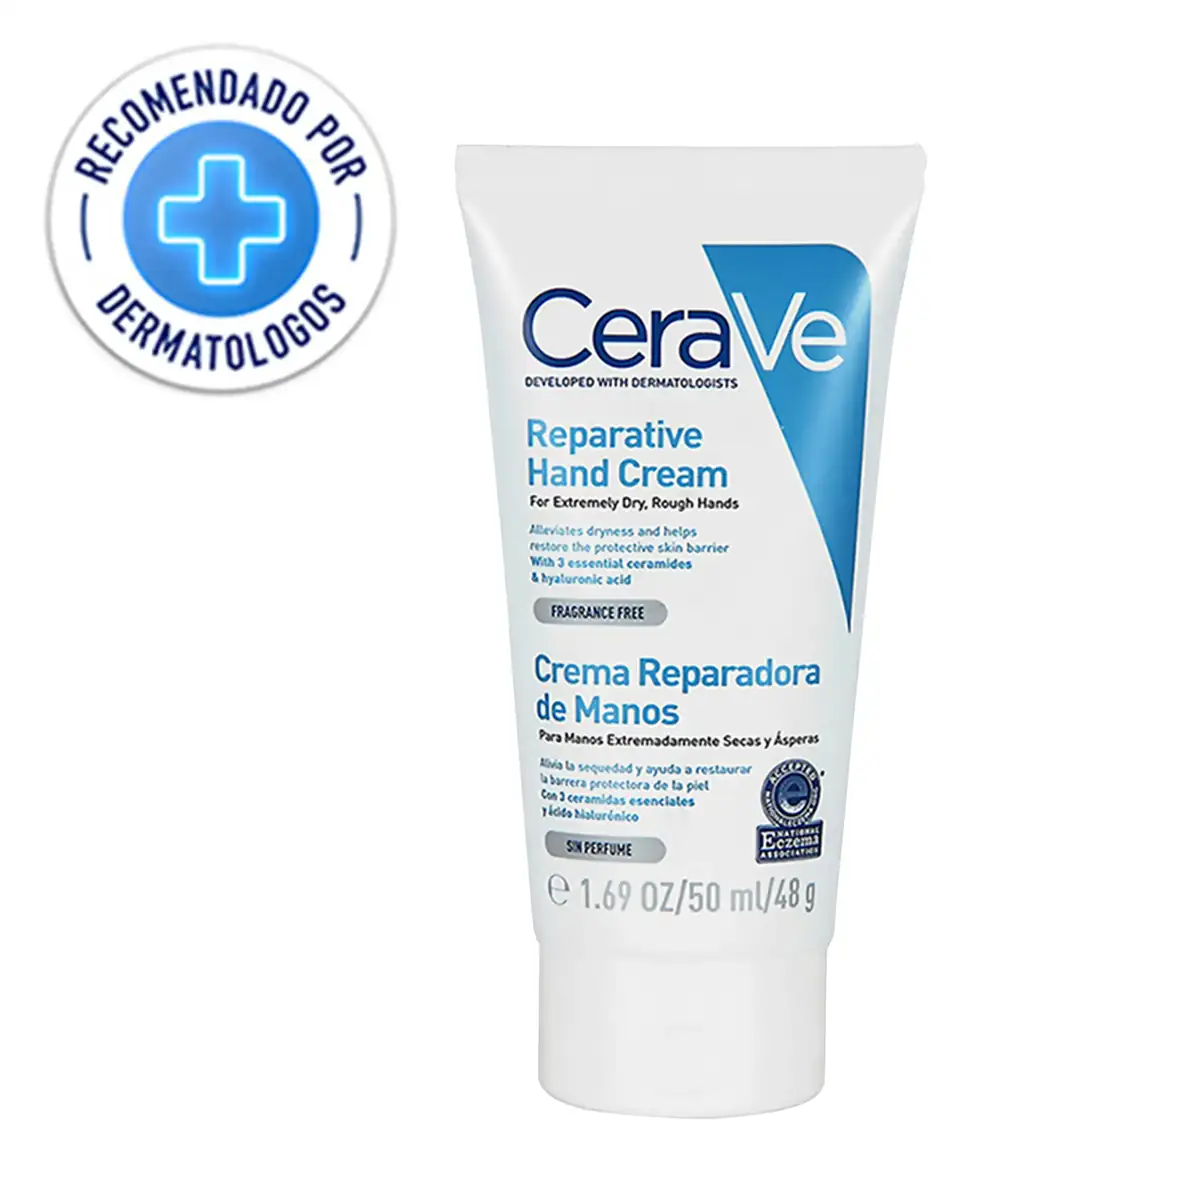 RECOMENDADO POR
DERMATOLOGOS
CeraVe
DEVELOPED WITH DERMATOLOGISTS
Reparative
Hand Cream
For Extremely Dry, Rough Hands
Alleviates dryness and helps
restore the protective skin barrier
With 3 essential ceramides
& hyaluronic acid
FRAGRANCE FREE
Crema Reparadora
de Manos
Para Manos Extremadamente Secas y Ásperas
Alivia la sequedad y ayuda a restaurar
la barrera protectora de la piel
Con 3 ceramidas esenciales
y ácido hialurónico
SIN PERFUME
ACCEPTED
NATIONAL
Eczema
ASSOCIATION
℮ 1.69 OZ/50 ml/48 g